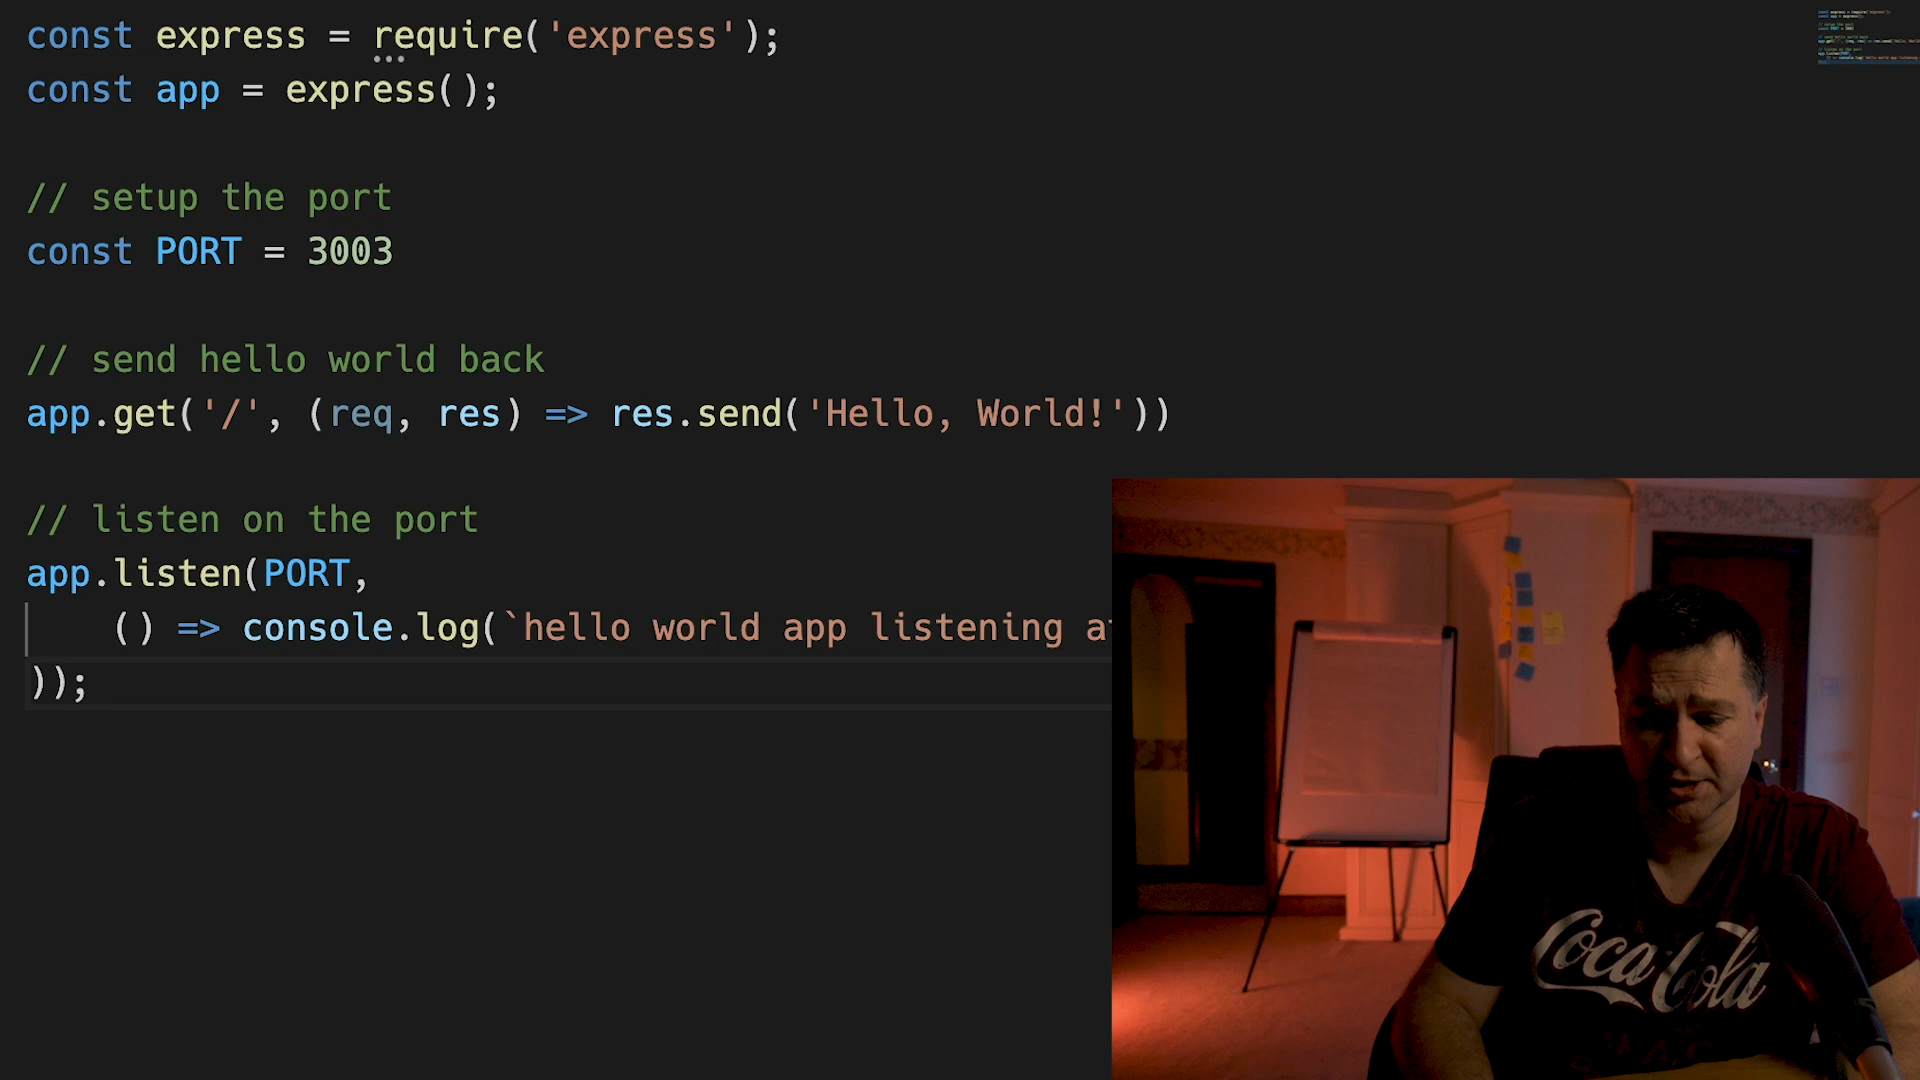 const express = require('express');
const app = express();
// setup the port
const PORT = 3003
// send hello world back
app.get('/', (req, res) => res.send('Hello, World!'))
// listen on the port
app.listen(PORT,
() => console.log(`hello world app listening
));
Coca Cola